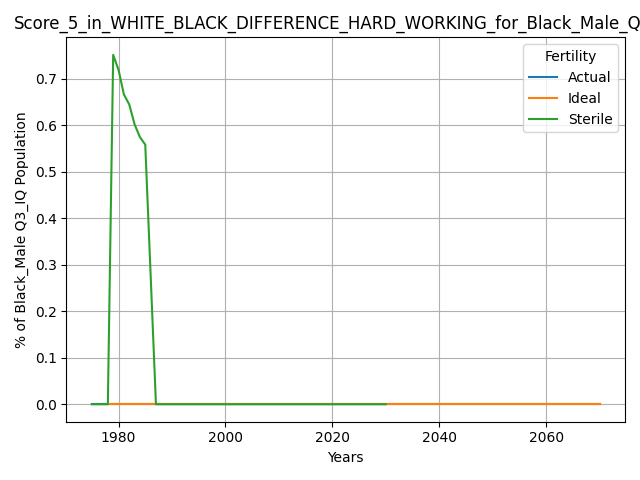 Score_5_in_WHITE_BLACK_DIFFERENCE_HARD_WORKING_for_Black_Male_Q
Fertility
Actual
Ideal
Sterile
% of Black_Male Q3_IQ Population
0.7
0.6
0.5
0.4
0.3
0.2
0.1
0.0
1980 2000 2020 2040 2060
Years